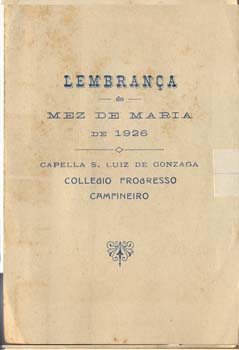 LEMBRANÇA
do
MEZ DE MARIA
DE 1926
CAPELLA S. LUIZ DE GONZAGA
COLLEGIO PROGRESSO
CAMPINEIRO